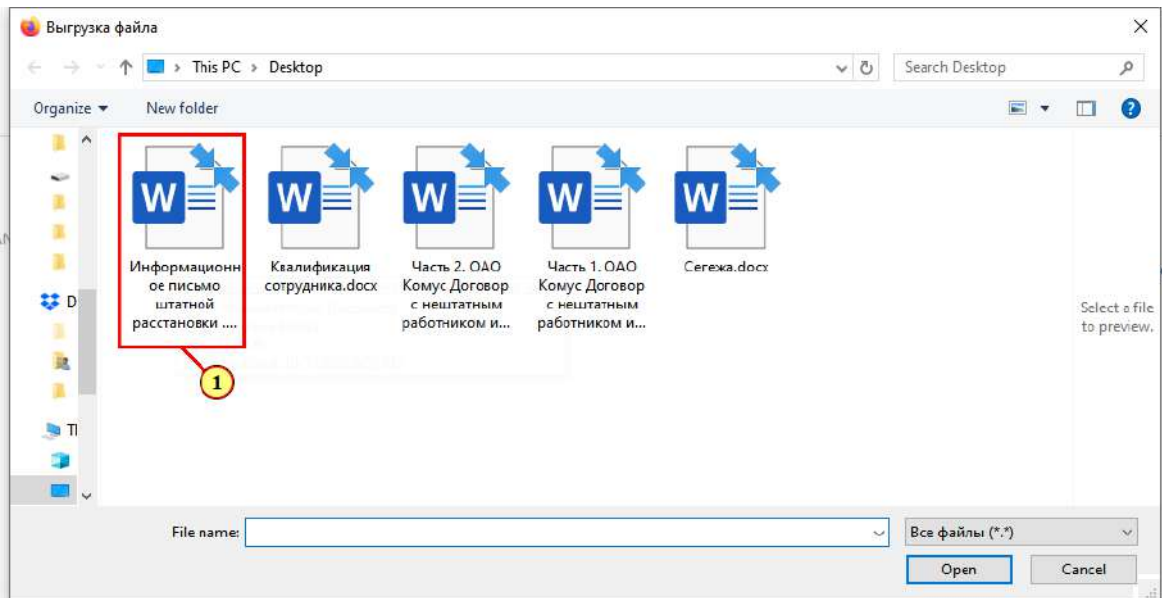 Выгрузка файла
This PC > Desktop
Search Desktop
Organize
New folder
W W W W W
Информационн
ое письмо
штатной
расстановки ....
Квалификация
сотрудника.docx
Часть 2. ОАО
Комус Договор
с нештатным
работником и...
Часть 1. ОАО
Комус Договор
с нештатным
работником и...
Сегежа.docx
D
Th
1
Select a file
to preview.
File name:
Все файлы (*.*)
Open
Cancel